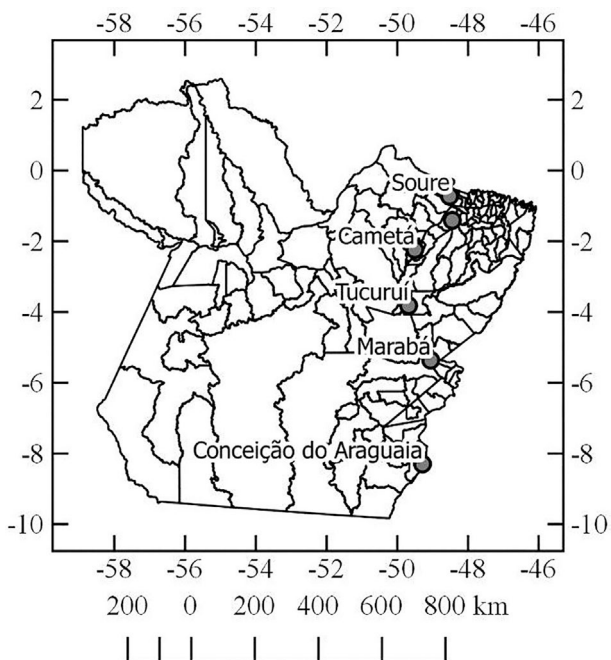 -58 -56 -54 -52 -50 -48 -46
2 2
0 0
Soure
Cametá
-2 -2
Tucuruí
-4 -4
Marabá
-6 -6
Conceição do Araguaia
-8 -8
-10 -10
-58 -56 -54 -52 -50 -48 -46
200 0 200 400 600 800 km